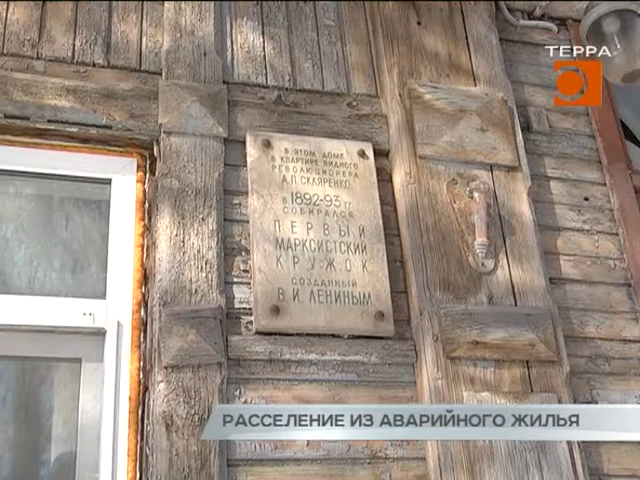 ТЕРРА
В ЭТОМ ДОМЕ
В КВАРТИРЕ ВИДНОГО
РЕВОЛЮЦИОНЕРА
А.П. СКЛЯРЕНКО
В 1892-93 ГГ.
СОБИРАЛСЯ
ПЕРВЫЙ
МАРКСИСТСКИЙ
КРУЖОК
СОЗДАННЫЙ
В.И. ЛЕНИНЫМ
РАССЕЛЕНИЕ ИЗ АВАРИЙНОГО ЖИЛЬЯ